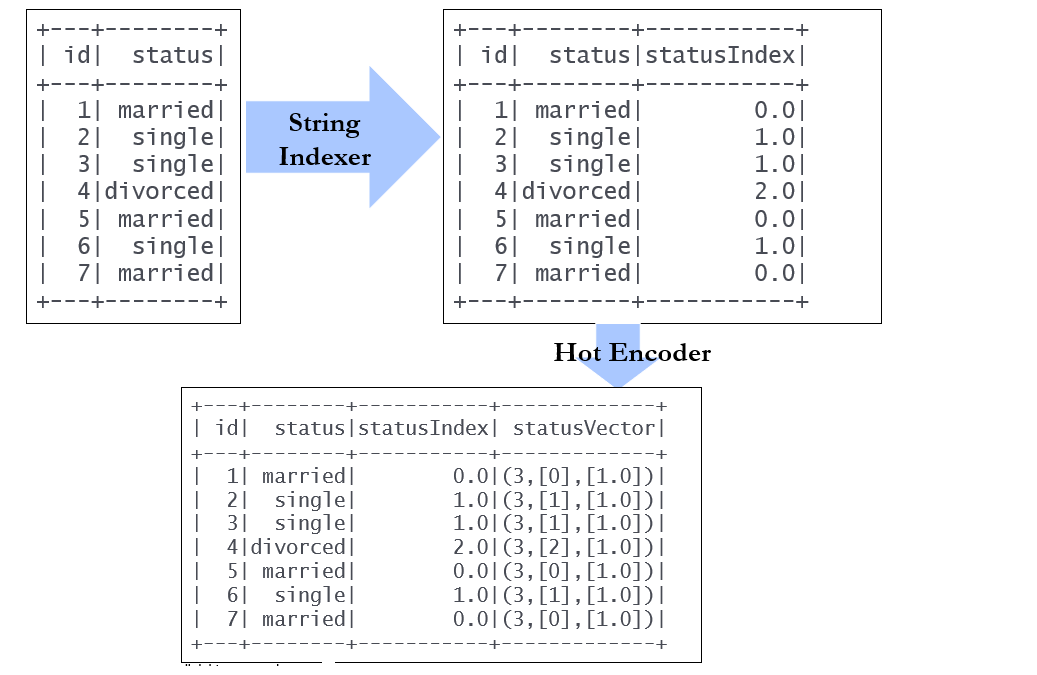 +---+--------+
| id|  status|
+---+--------+
|  1| married|
|  2|  single|
|  3|  single|
|  4|divorced|
|  5| married|
|  6|  single|
|  7| married|
+---+--------+
String
Indexer
+---+--------+-----------+
| id|  status|statusIndex|
+---+--------+-----------+
|  1| married|        0.0|
|  2|  single|        1.0|
|  3|  single|        1.0|
|  4|divorced|        2.0|
|  5| married|        0.0|
|  6|  single|        1.0|
|  7| married|        0.0|
+---+--------+-----------+
Hot Encoder
+---+--------+-----------+-------------+
| id|  status|statusIndex| statusVector|
+---+--------+-----------+-------------+
|  1| married|        0.0|(3,[0],[1.0])|
|  2|  single|        1.0|(3,[1],[1.0])|
|  3|  single|        1.0|(3,[1],[1.0])|
|  4|divorced|        2.0|(3,[2],[1.0])|
|  5| married|        0.0|(3,[0],[1.0])|
|  6|  single|        1.0|(3,[1],[1.0])|
|  7| married|        0.0|(3,[0],[1.0])|
+---+--------+-----------+-------------+